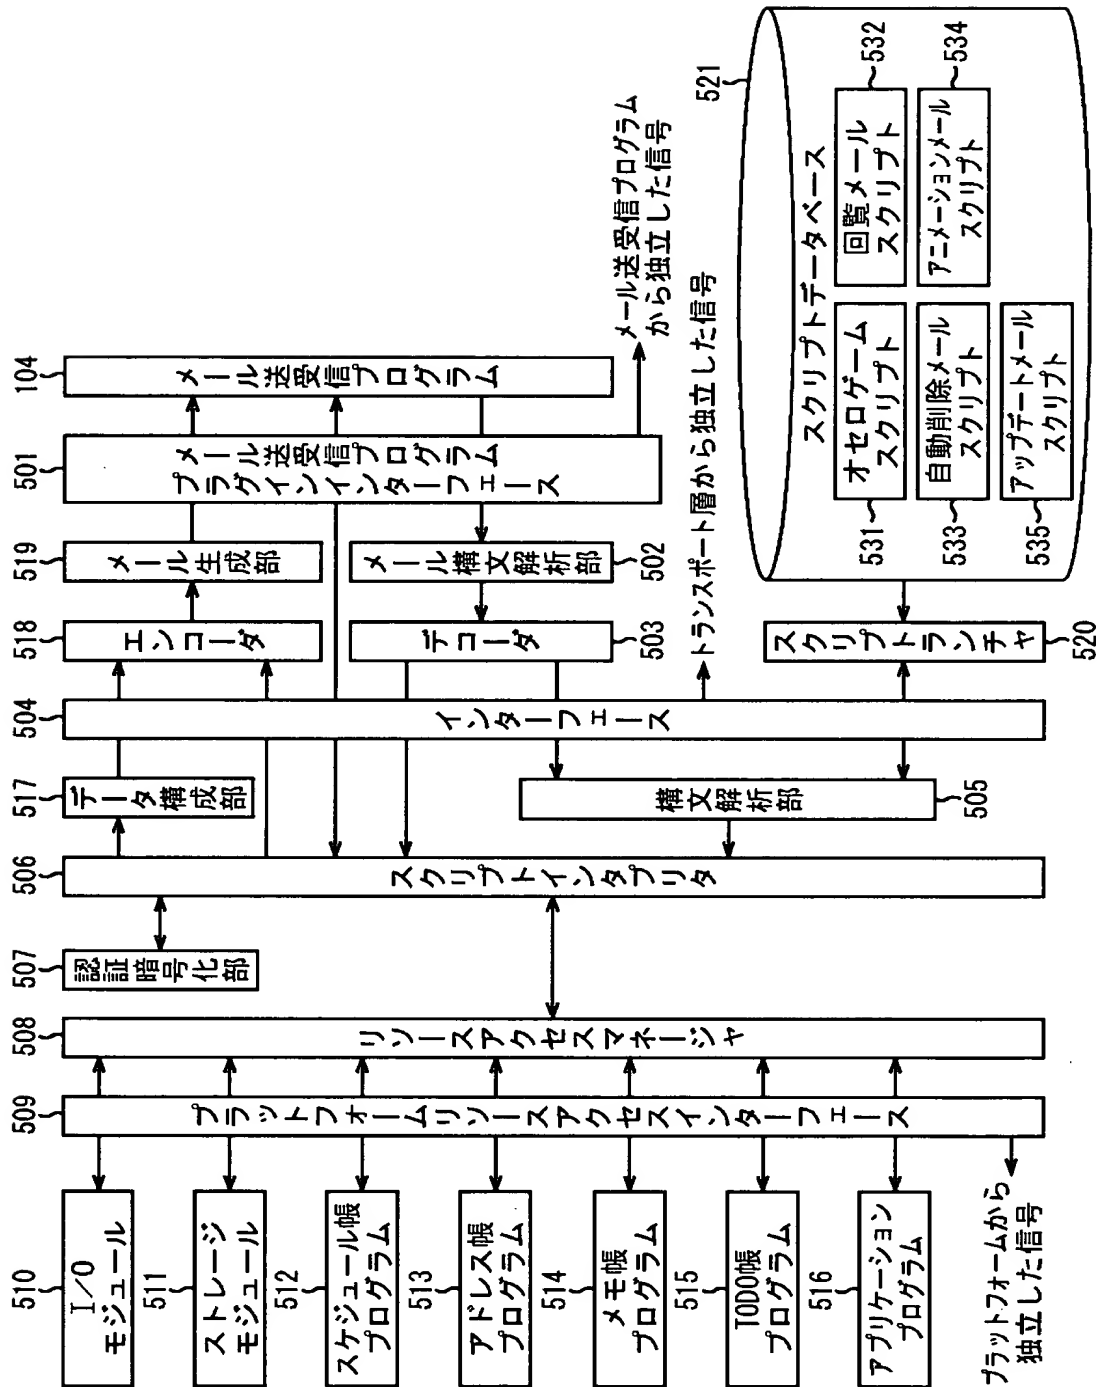 510
I/O
モジュール
511
ストレージ
モジュール
512
スケジュール帳
プログラム
513
アドレス帳
プログラム
514
メモ帳
プログラム
515
TODO帳
プログラム
516
アプリケーション
プログラム
プラットフォームから
独立した信号
509
プラットフォームリソースアクセスインターフェース
508
リソースアクセスマネージャ
507
認証暗号化部
506
スクリプトインタプリタ
517
データ構成部
構文解析部
505
504
インターフェース
トランスポート層から独立した信号
518
エンコーダ
デコーダ
503
スクリプトランチャ
520
519
メール生成部
メール構文解析部
502
501
メール送受信プログラム
プラグインインターフェース
メール送受信プログラム
から独立した信号
104
メール送受信プログラム
521
スクリプトデータベース
オセロゲーム
スクリプト
531
回覧メール
スクリプト
532
自動削除メール
スクリプト
533
アニメーションメール
スクリプト
534
アップデートメール
スクリプト
535